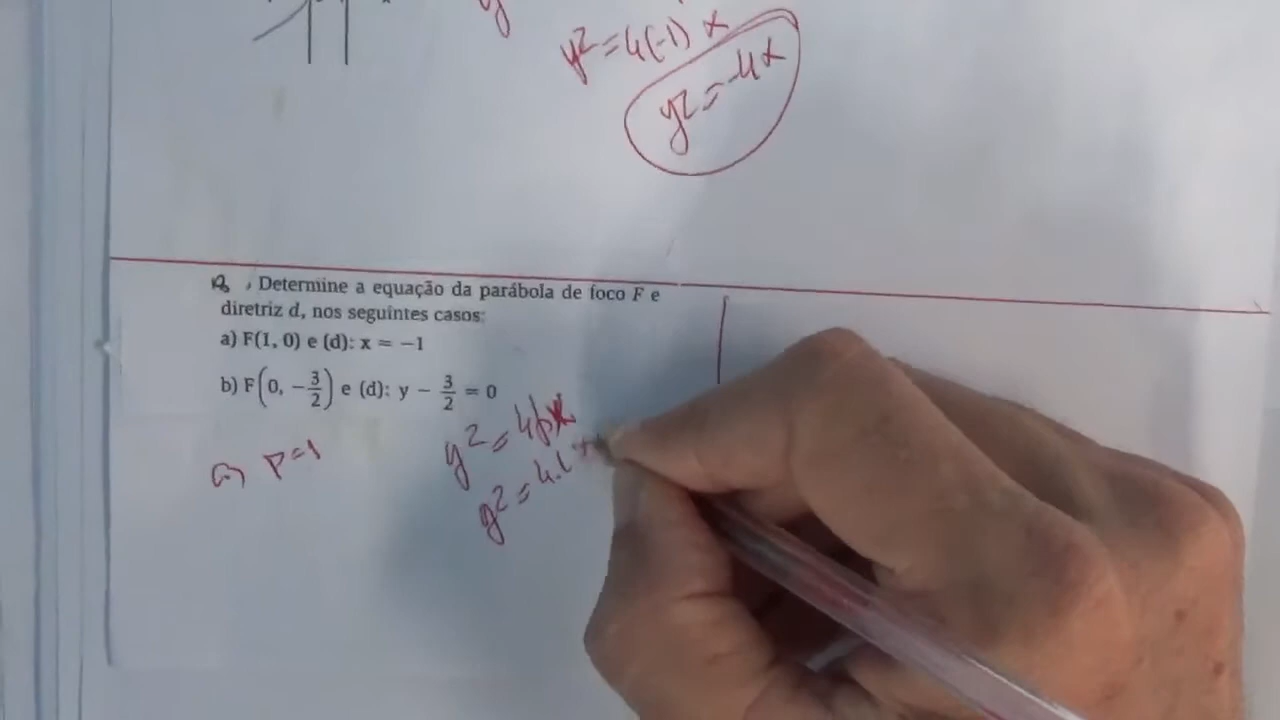 y² = 4(-1) x
y² = -4x
Determine a equação da parábola de foco F e
diretriz d, nos seguintes casos:
a) F(1, 0) e (d): x = −1
b) F(0, −3/2) e (d): y − 3/2 = 0
a) p=1
y² = 4px
y² = 4.1